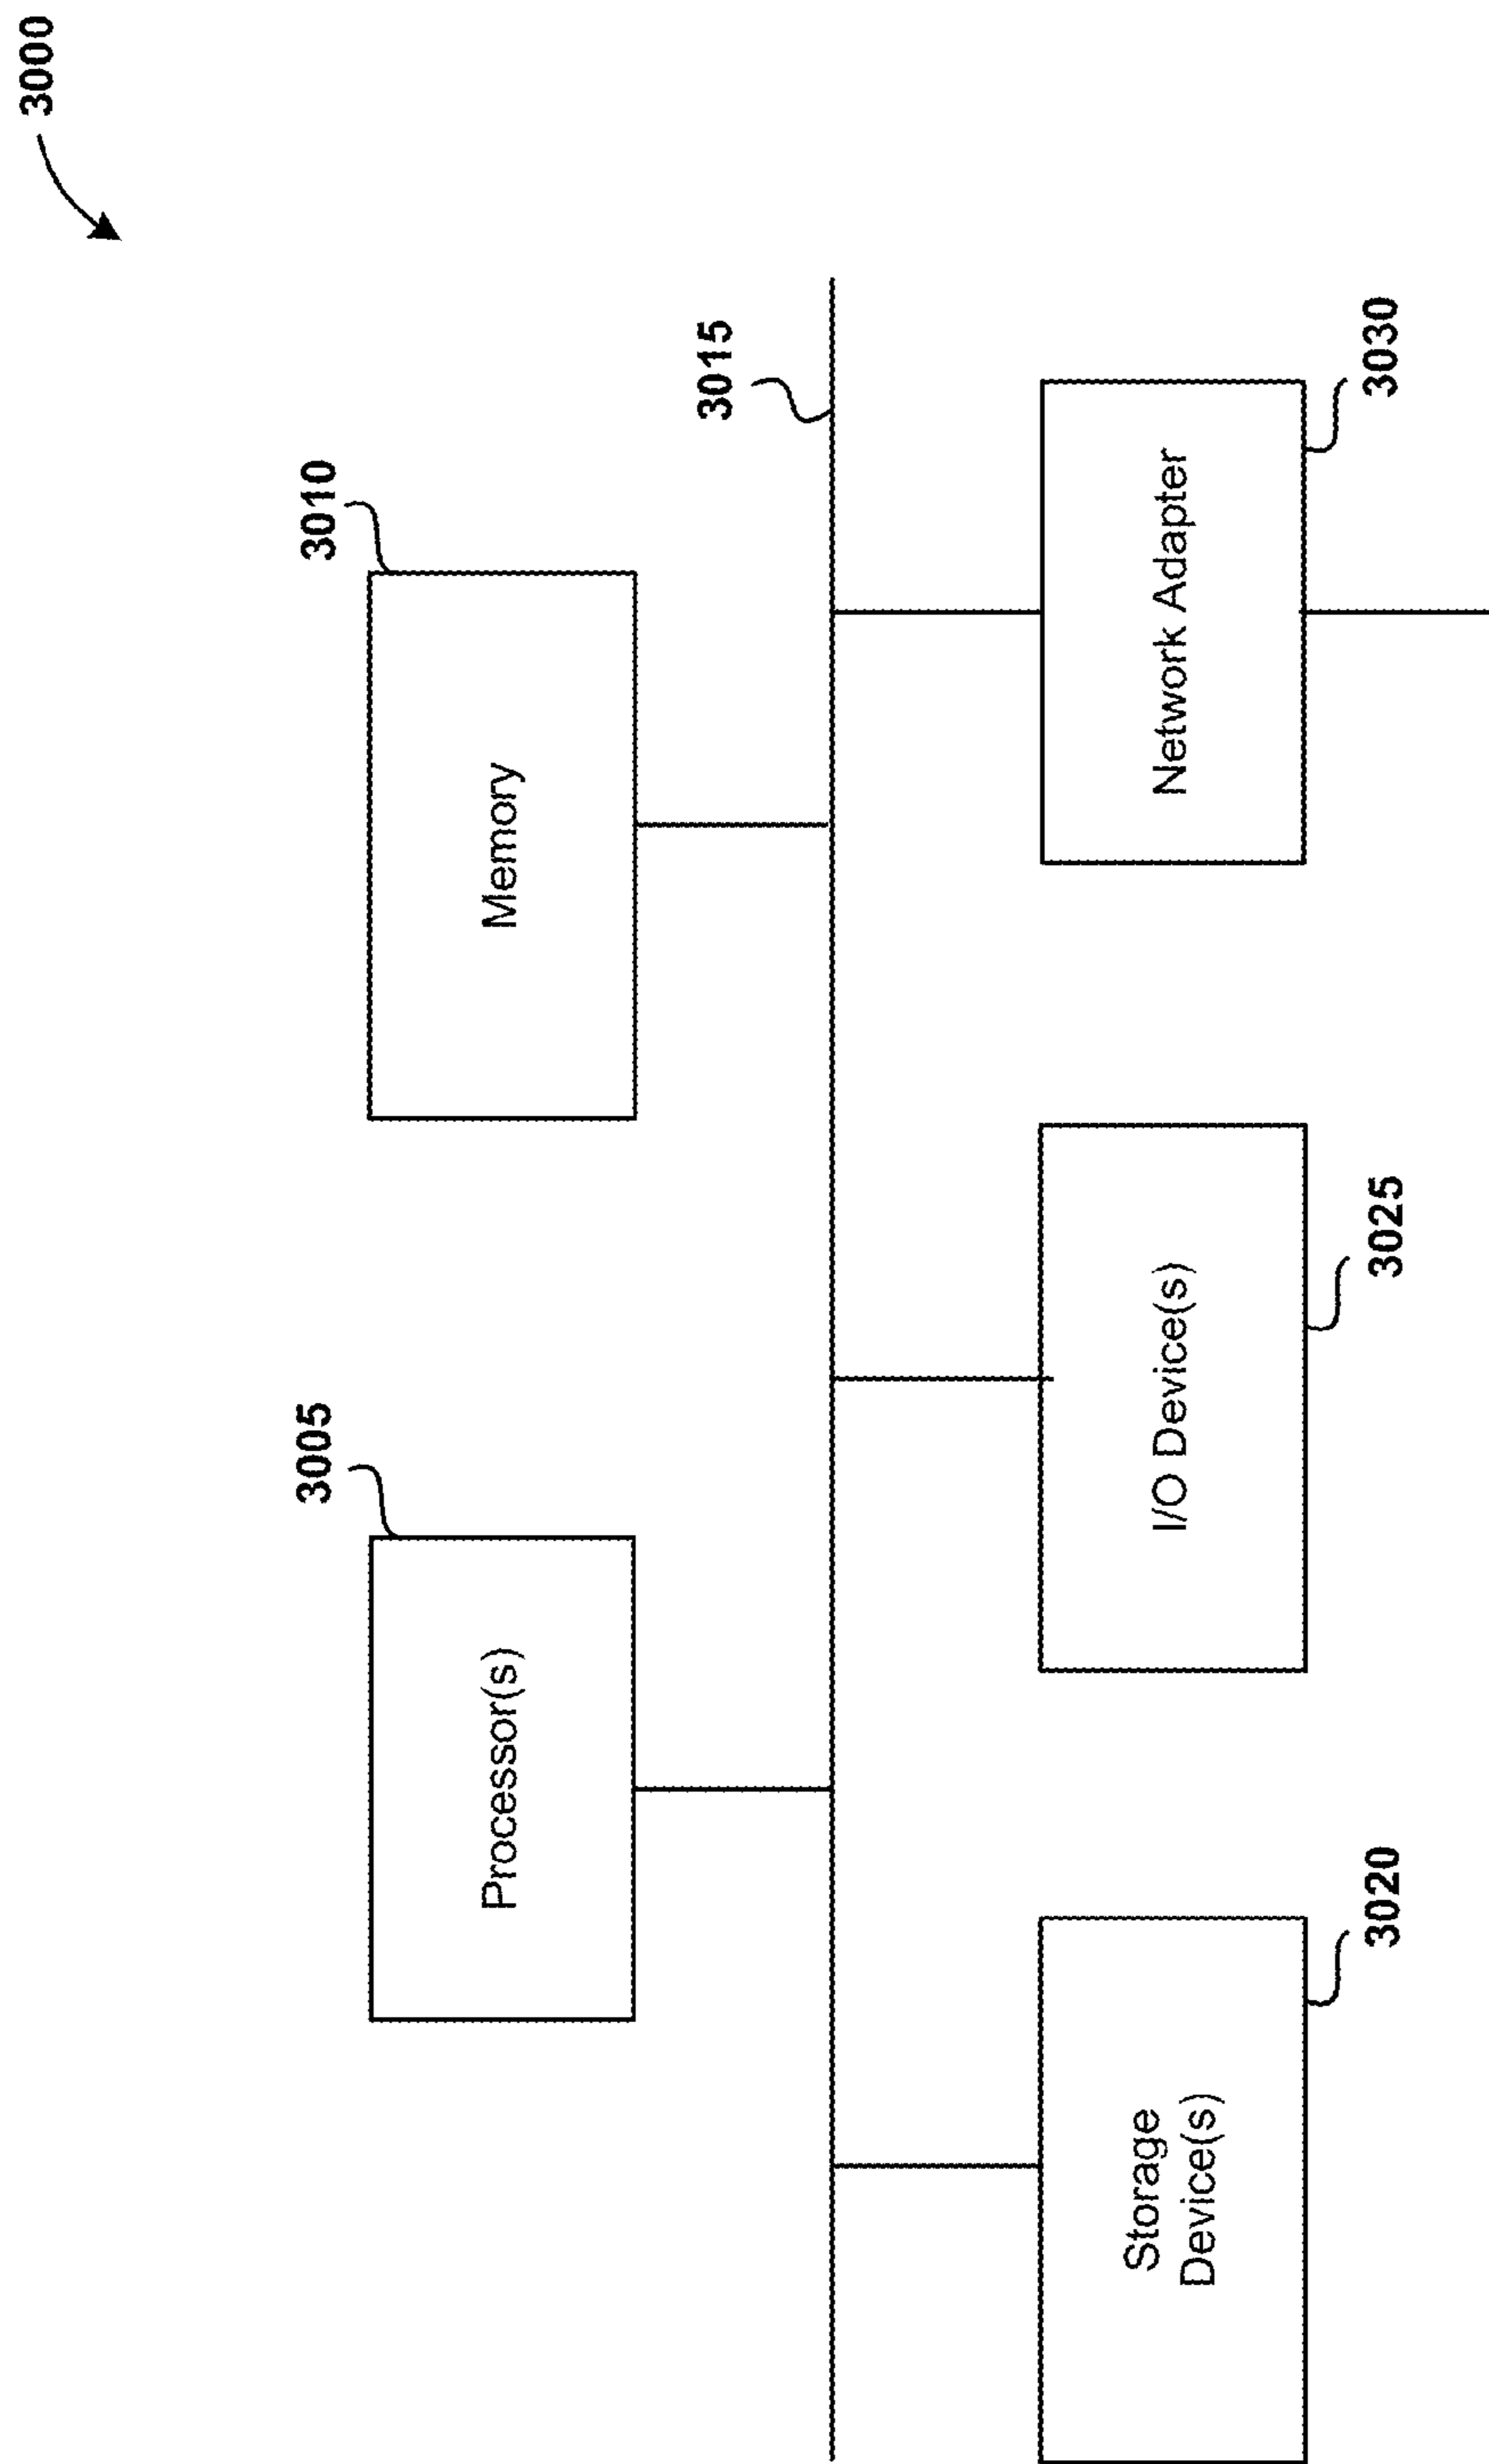 3000
3005
Processor(s)
3010
Memory
3015
Storage
Device(s)
3020
I/O Device(s)
3025
Network Adapter
3030